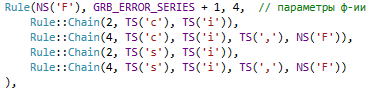 Rule(NS('F'), GRB_ERROR_SERIES + 1, 4, // параметры ф-ии
Rule::Chain(2, TS('c'), TS('i')),
Rule::Chain(4, TS('c'), TS('i'), TS(','), NS('F')),
Rule::Chain(2, TS('s'), TS('i')),
Rule::Chain(4, TS('s'), TS('i'), TS(','), NS('F'))
),